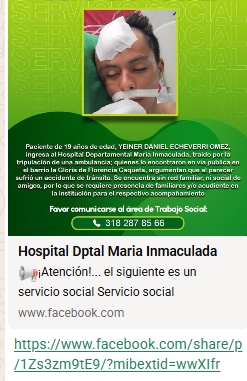 SERVICIO SOCIAL
SERVICIO SOCIAL
Paciente de 19 años de edad, YEINER DANIEL ECHEVERRI OMEZ,
ingresa al Hospital Departamental Maria Inmaculada, traído por la
tripulación de una ambulancia; quienes lo encontraron en vía pública en
el barrio la Gloria de Florencia Caquetá, argumentan que al parecer
sufrió un accidente de tránsito. Se encuentra sin red familiar, ni social de
amigos, por lo que se requiere presencia de familiares y/o acudiente en
la institución para el respectivo acompañamiento
Favor comunicarse al área de Trabajo Social:
318 287 85 66
Hospital Dptal Maria Inmaculada
¡Atención!... el siguiente es un
servicio social Servicio social
www.facebook.com
https://www.facebook.com/share/p
/1Zs3zm9tE9/?mibextid=wwXIfr